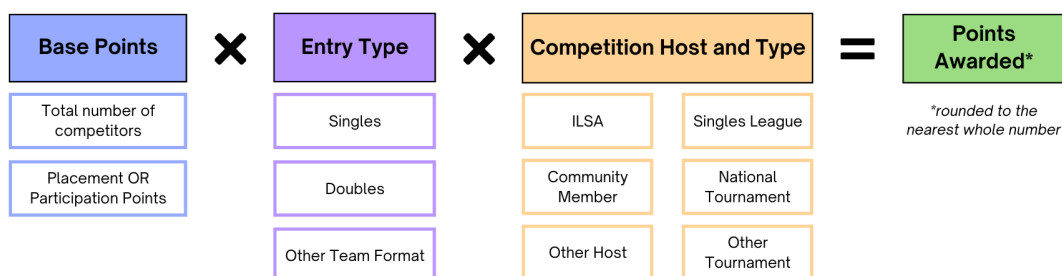 Base Points
Entry Type
Competition Host and Type
Points
Awarded*
Total number of
competitors
Singles
ILSA
Singles League
*rounded to the
nearest whole number
Placement OR
Participation Points
Doubles
Community
Member
National
Tournament
Other Team Format
Other Host
Other
Tournament